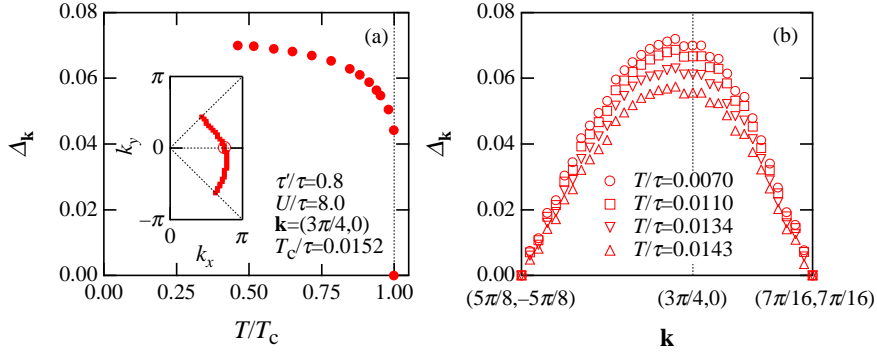 (a)
0.08
0.06
0.04
0.02
0.00
Δk
0.00
0.25
0.50
0.75
1.00
T/Tc
π
0
−π
ky
0
π
kx
τ′/τ=0.8
U/τ=8.0
k=(3π/4,0)
Tc/τ=0.0152
(b)
0.08
0.06
0.04
0.02
0.00
Δk
T/τ=0.0070
T/τ=0.0110
T/τ=0.0134
T/τ=0.0143
(5π/8,−5π/8)
(3π/4,0)
(7π/16,7π/16)
k